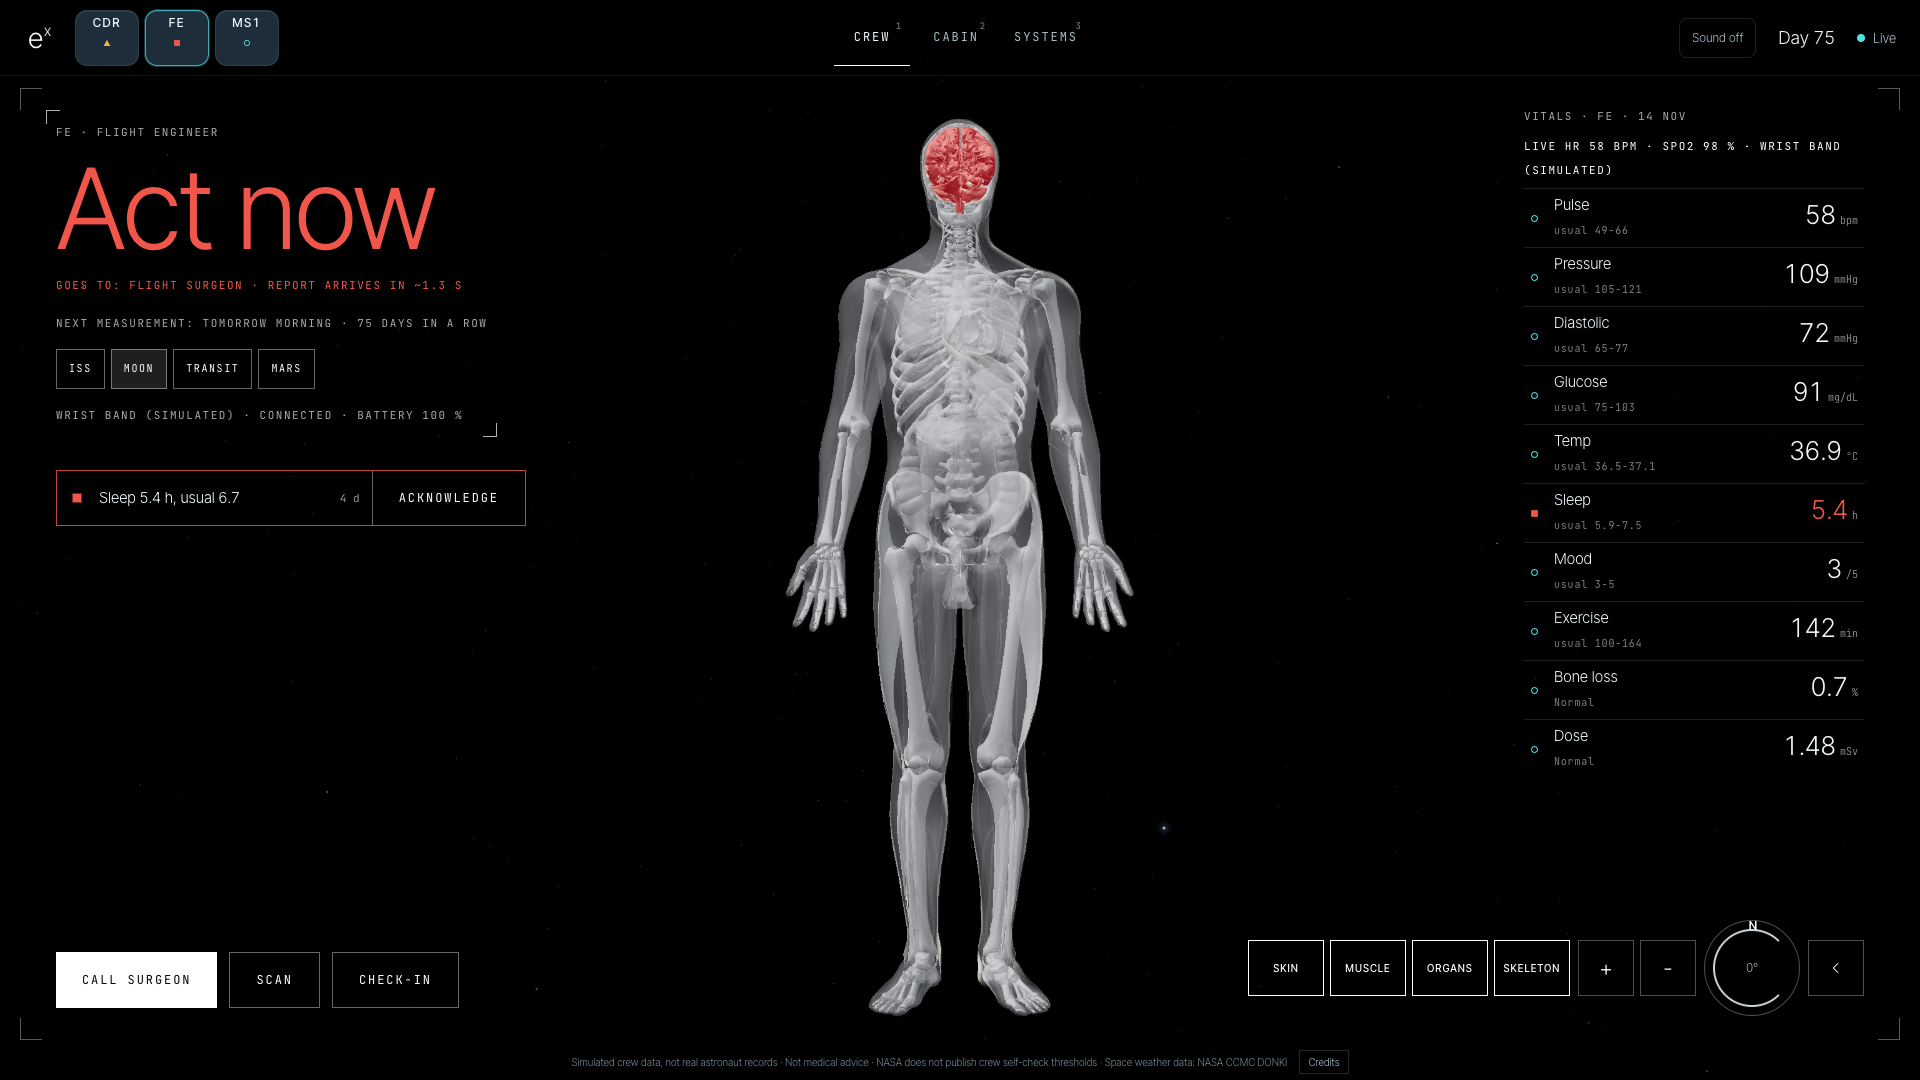 eX
CDR
FE
MS1
CREW 1
CABIN 2
SYSTEMS 3
Sound off
Day 75
Live
FE · FLIGHT ENGINEER
Act now
GOES TO: FLIGHT SURGEON · REPORT ARRIVES IN ~1.3 S
NEXT MEASUREMENT: TOMORROW MORNING · 75 DAYS IN A ROW
ISS
MOON
TRANSIT
MARS
WRIST BAND (SIMULATED) · CONNECTED · BATTERY 100 %
Sleep 5.4 h, usual 6.7
4 d
ACKNOWLEDGE
CALL SURGEON
SCAN
CHECK-IN
VITALS · FE · 14 NOV
LIVE HR 58 BPM · SPO2 98 % · WRIST BAND
(SIMULATED)
Pulse
usual 49-66
58 bpm
Pressure
usual 105-121
109 mmHg
Diastolic
usual 65-77
72 mmHg
Glucose
usual 75-103
91 mg/dL
Temp
usual 36.5-37.1
36.9 °C
Sleep
usual 5.9-7.5
5.4 h
Mood
usual 3-5
3 /5
Exercise
usual 100-164
142 min
Bone loss
Normal
0.7 %
Dose
Normal
1.48 mSv
SKIN
MUSCLE
ORGANS
SKELETON
+
-
N
0°
<
Simulated crew data, not real astronaut records · Not medical advice · NASA does not publish crew self-check thresholds · Space weather data: NASA CCMC DONKI
Credits